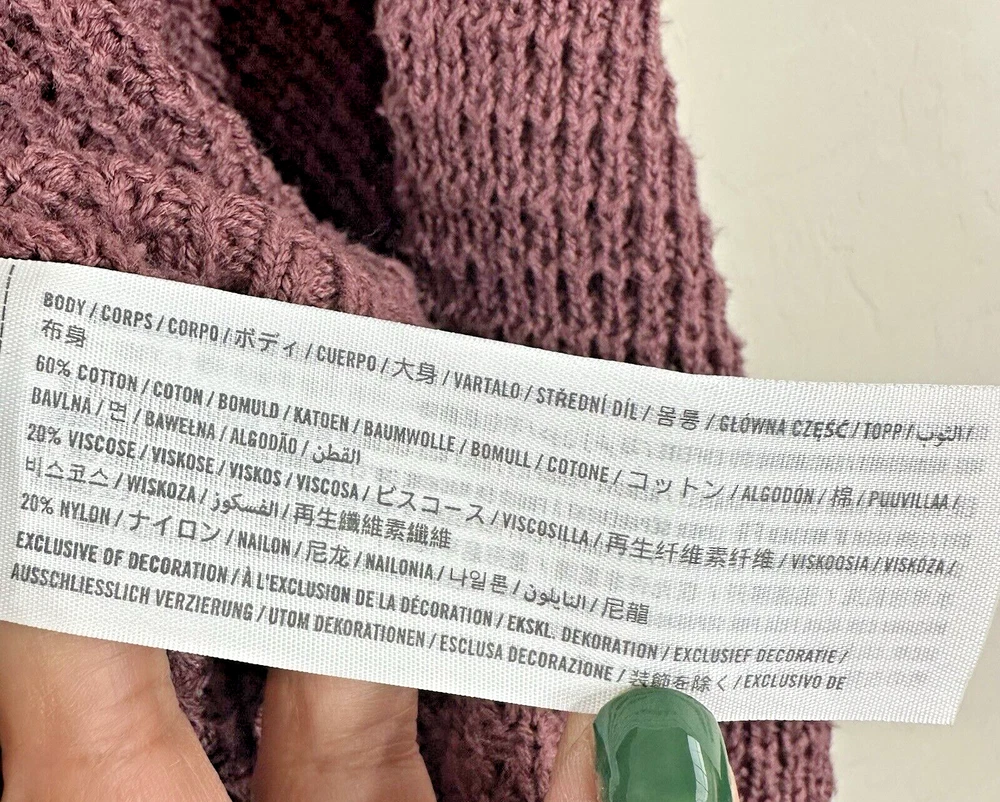 BODY / CORPS / CORPO / ボディ / CUERPO / 大身 / VARTALO / STŘEDNÍ DÍL / 몸통 / GŁÓWNA CZĘŚĆ / TOPP / الثوب /
布身
60% COTTON / COTON / BOMULD / KATOEN / BAUMWOLLE / BOMULL / COTONE / コットン / ALGODÓN / 棉 / PUUVILLAA /
BAVLNA / 면 / BAWEŁNA / ALGODÃO / القطن
20% VISCOSE / VISKOSE / VISKOS / VISCOSA / ビスコース / VISCOSILLA / 再生纤维素纤维 / VISKOOSIA / VISKÓZA /
비스코스 / WISKOZA / الفسكوز / 再生纖維素纖維
20% NYLON / ナイロン / NAILON / 尼龙 / NAILONIA / 나일론 / النايلون / 尼龍
EXCLUSIVE OF DECORATION / À L'EXCLUSION DE LA DÉCORATION / EKSKL. DEKORATION / EXCLUSIEF DECORATIE /
AUSSCHLIESSLICH VERZIERUNG / UTOM DEKORATIONEN / ESCLUSA DECORAZIONE / 装飾を除く / EXCLUSIVO DE